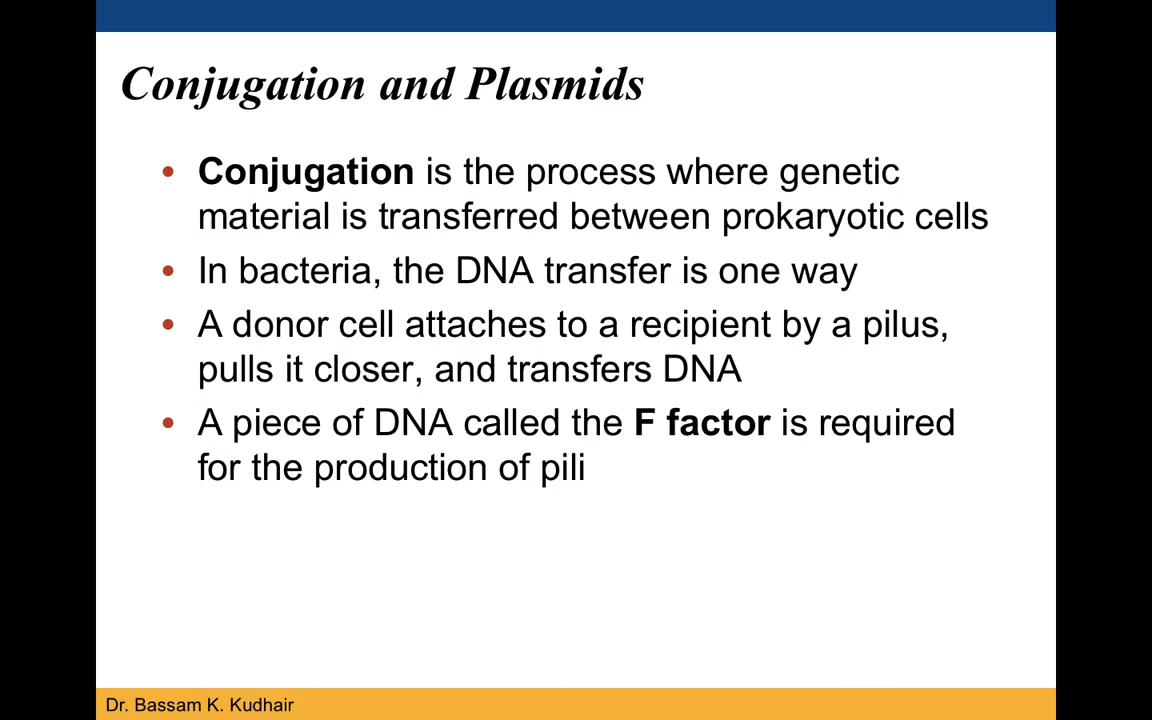 Conjugation and Plasmids
• Conjugation is the process where genetic
material is transferred between prokaryotic cells
• In bacteria, the DNA transfer is one way
• A donor cell attaches to a recipient by a pilus,
pulls it closer, and transfers DNA
• A piece of DNA called the F factor is required
for the production of pili
Dr. Bassam K. Kudhair